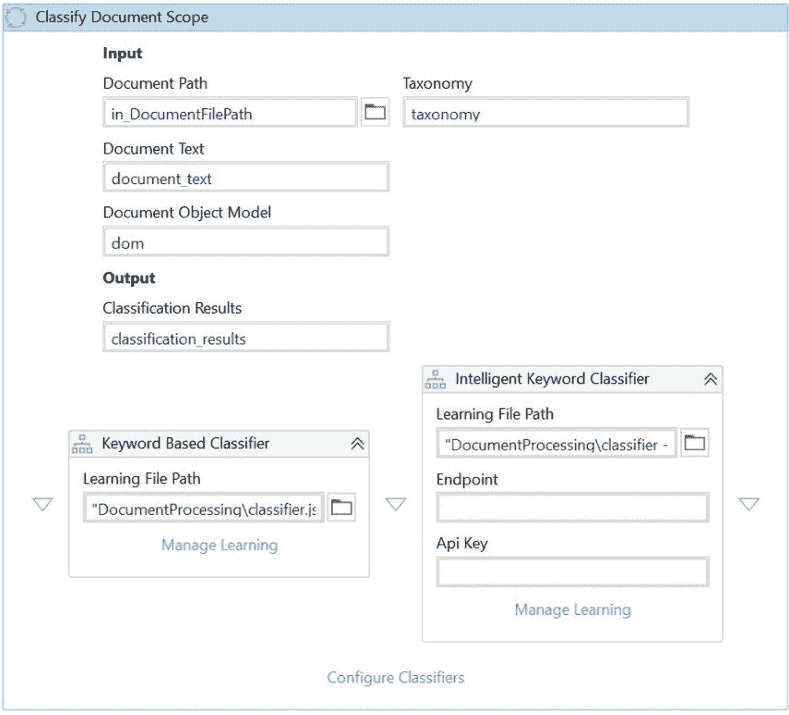 Classify Document Scope
Input
Document Path
Taxonomy
in_DocumentFilePath
taxonomy
Document Text
document_text
Document Object Model
dom
Output
Classification Results
classification_results
Keyword Based Classifier
Learning File Path
"DocumentProcessing\classifier.js
Manage Learning
Intelligent Keyword Classifier
Learning File Path
"DocumentProcessing\classifier -
Endpoint
Api Key
Manage Learning
Configure Classifiers